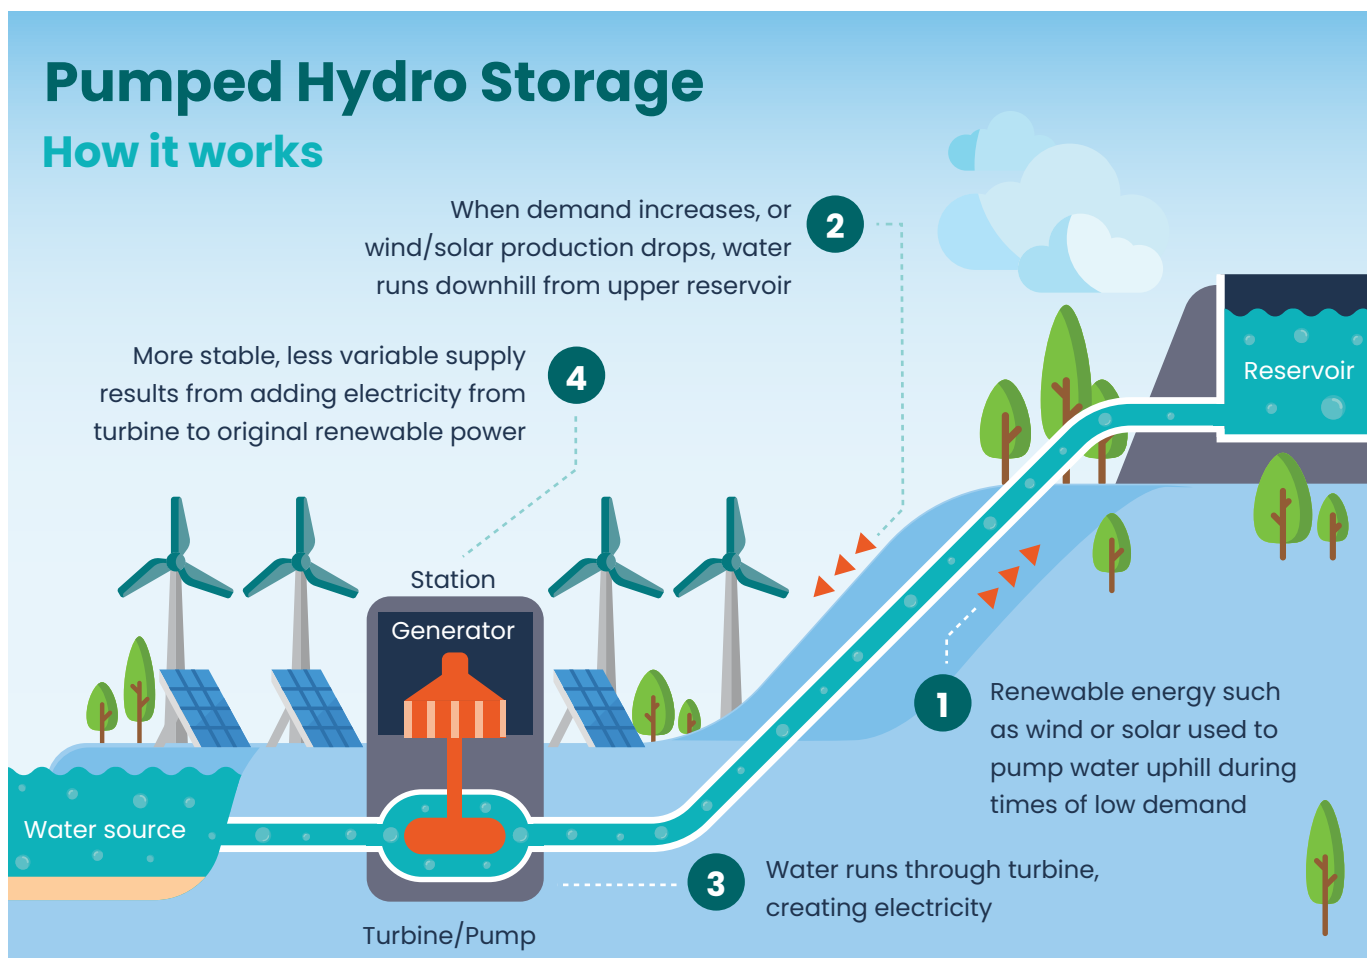 Pumped Hydro Storage
How it works
When demand increases, or
wind/solar production drops, water
runs downhill from upper reservoir
2
More stable, less variable supply
results from adding electricity from
turbine to original renewable power
4
Reservoir
Station
Generator
1
Renewable energy such
as wind or solar used to
pump water uphill during
times of low demand
Water source
3
Water runs through turbine,
creating electricity
Turbine/Pump